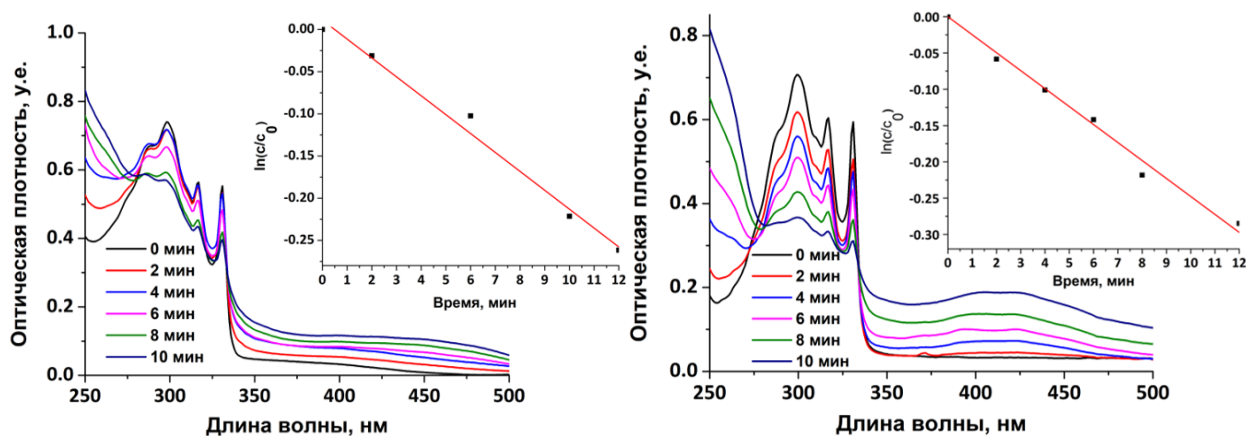 Оптическая плотность, у.е.
1.0
0.8
0.6
0.4
0.2
0.0
250 300 350 400 450 500
Длина волны, нм
0 мин
2 мин
4 мин
6 мин
8 мин
10 мин
ln(c/c0)
0.00
-0.05
-0.10
-0.15
-0.20
-0.25
0 2 4 6 8 10 12
Время, мин
Оптическая плотность, у.е.
0.8
0.6
0.4
0.2
0.0
250 300 350 400 450 500
Длина волны, нм
0 мин
2 мин
4 мин
6 мин
8 мин
10 мин
ln(c/c0)
0.00
-0.05
-0.10
-0.15
-0.20
-0.25
-0.30
0 1 2 3 4 5 6 7 8 9 10 11 12
Время, мин